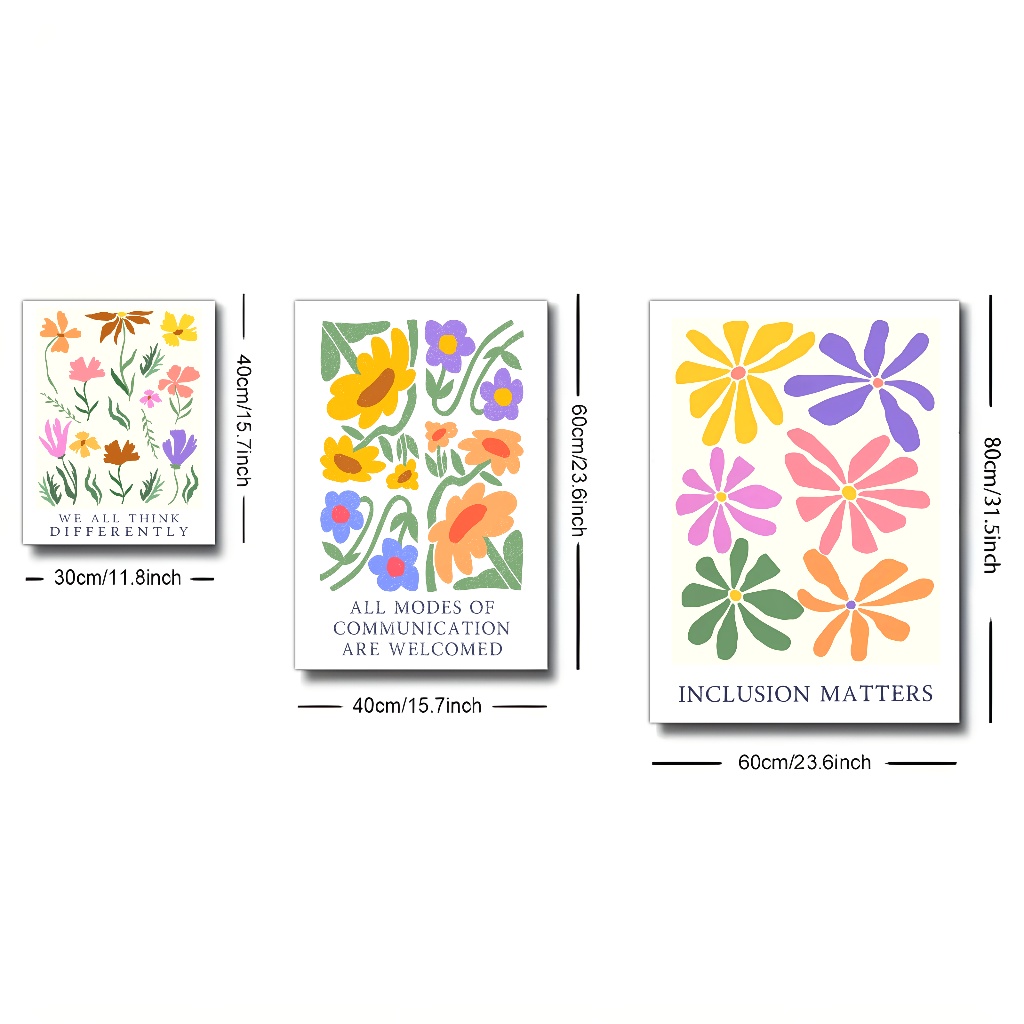 WE ALL THINK
DIFFERENTLY
40cm/15.7inch
30cm/11.8inch
ALL MODES OF
COMMUNICATION
ARE WELCOMED
60cm/23.6inch
40cm/15.7inch
INCLUSION MATTERS
80cm/31.5inch
60cm/23.6inch